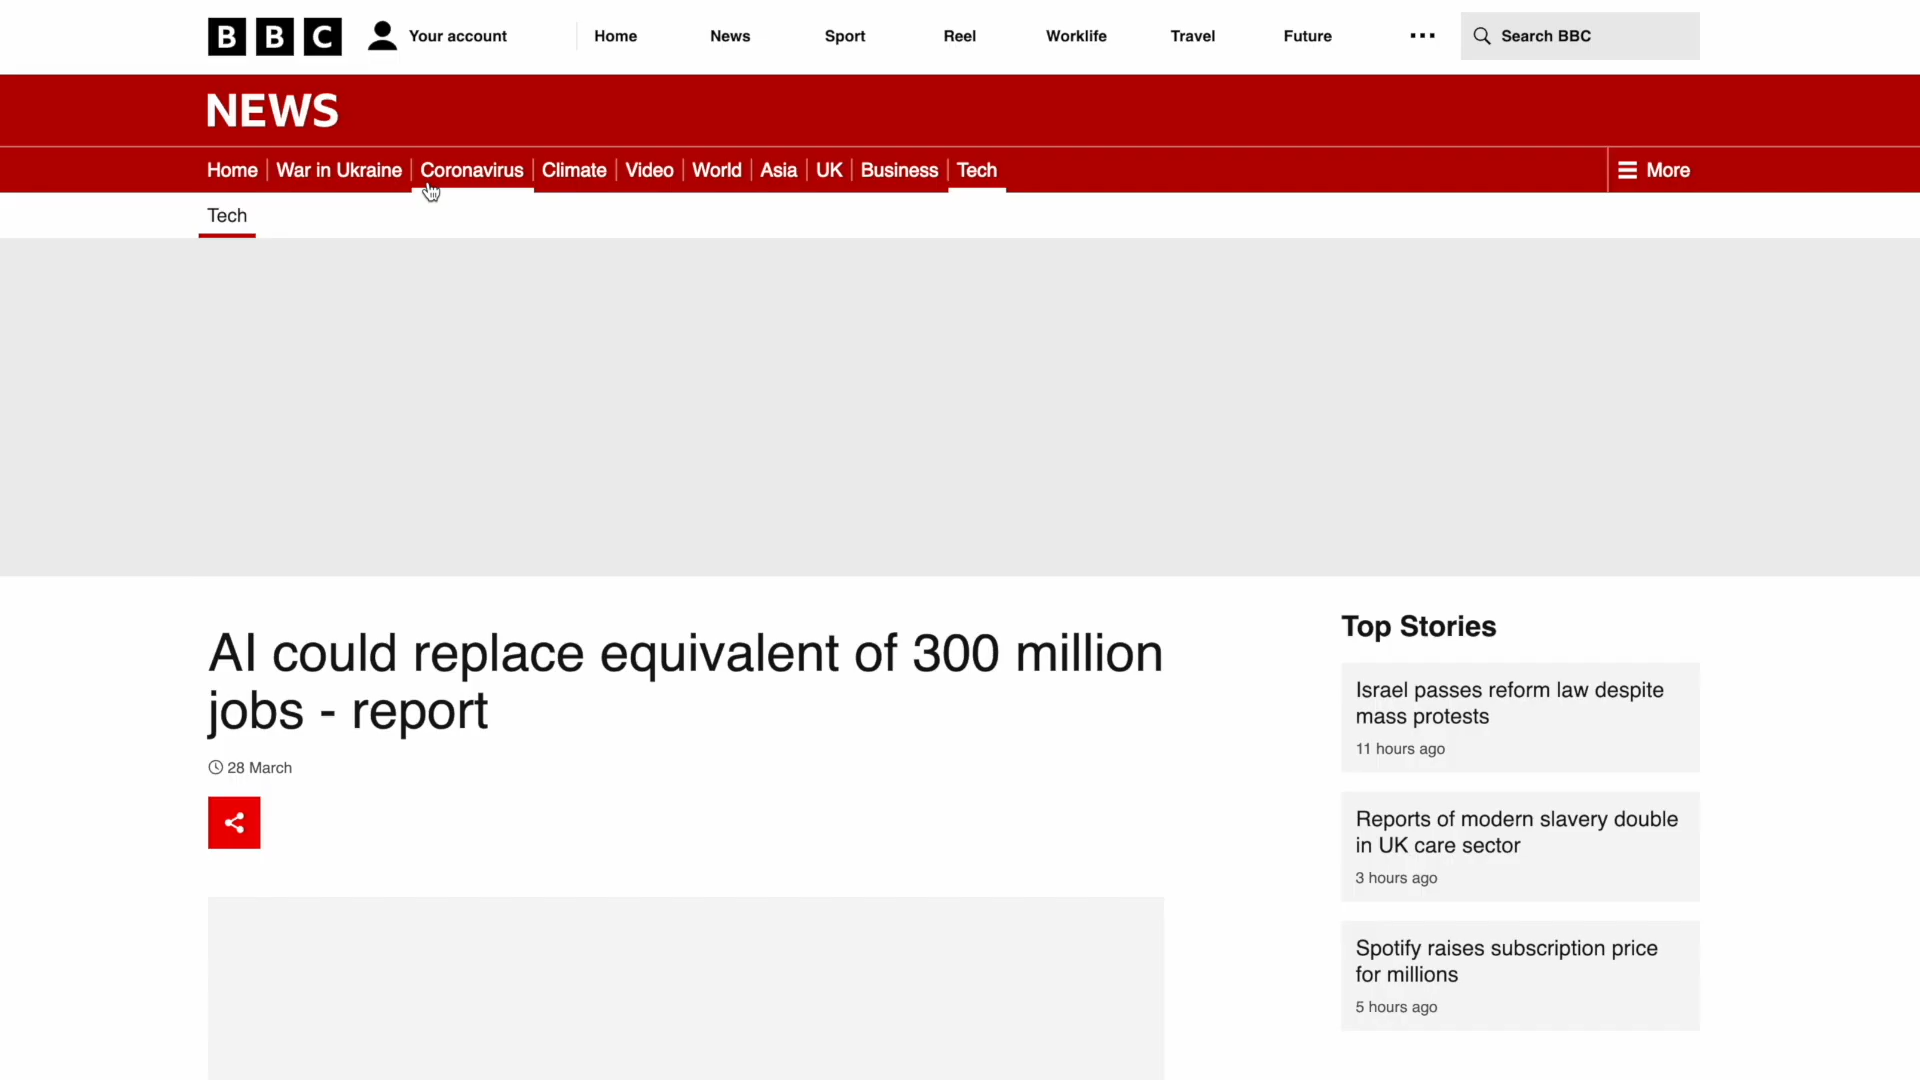 BBC Your account Home News Sport Reel Worklife Travel Future ... Search BBC
NEWS
Home War in Ukraine Coronavirus Climate Video World Asia UK Business Tech More
Tech
AI could replace equivalent of 300 million
jobs - report
28 March
Top Stories
Israel passes reform law despite
mass protests
11 hours ago
Reports of modern slavery double
in UK care sector
3 hours ago
Spotify raises subscription price
for millions
5 hours ago